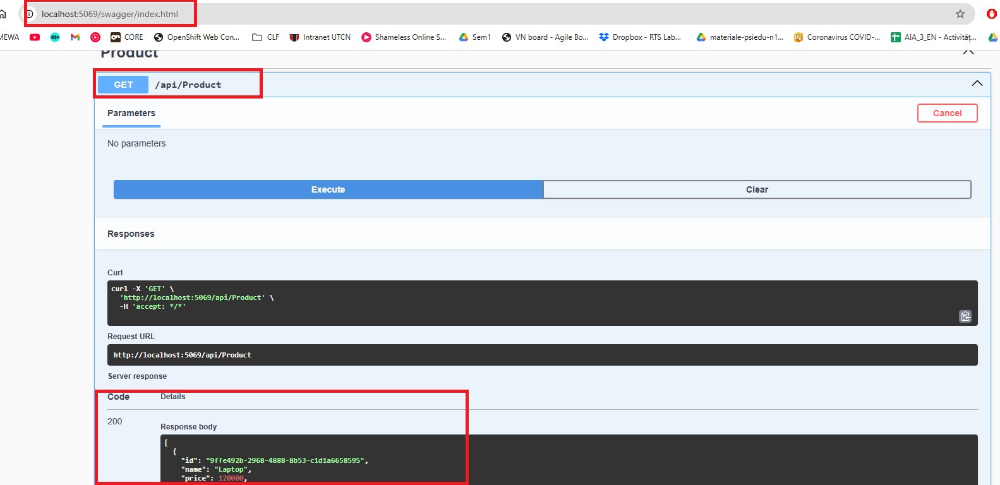 localhost:5069/swagger/index.html
MEWA CORE OpenShift Web Con... CLF Intranet UTCN Shameless Online S... Sem1 VN board - Agile Bo... Dropbox - RTS Lab... materiale-psiedu-n1... Coronavirus COVID-... AIA_3_EN - Activităț...
Product
GET /api/Product
Parameters
Cancel
No parameters
Execute Clear
Responses
Curl
curl -X 'GET' \
'http://localhost:5069/api/Product' \
-H 'accept: */*'
Request URL
http://localhost:5069/api/Product
Server response
Code Details
200
Response body
[
{
"id": "9ffe492b-2968-4888-8b53-c1d1a6658595",
"name": "Laptop",
"price": 120000,